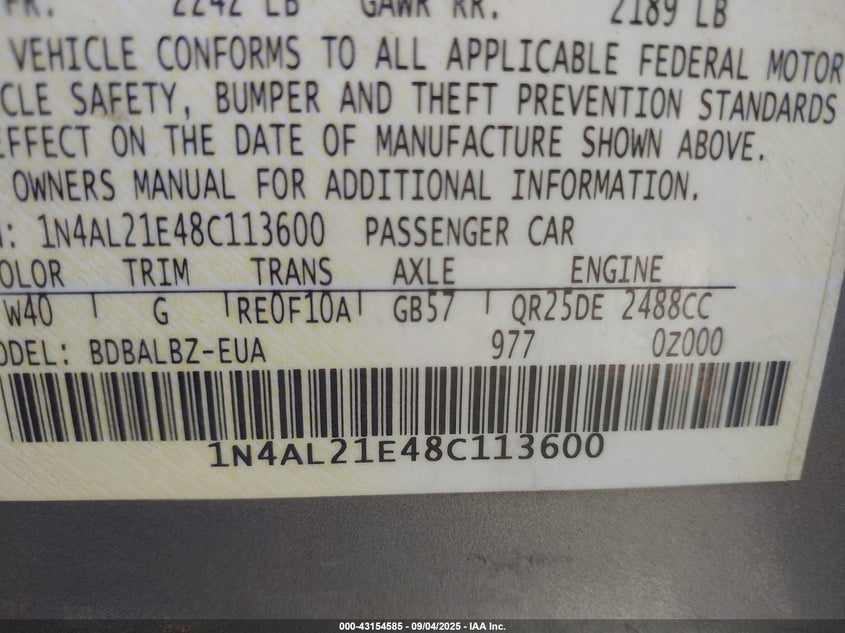 FR. 2242 LB GAWR RR. 2189 LB
VEHICLE CONFORMS TO ALL APPLICABLE FEDERAL MOTOR
CLE SAFETY, BUMPER AND THEFT PREVENTION STANDARDS
EFFECT ON THE DATE OF MANUFACTURE SHOWN ABOVE.
OWNERS MANUAL FOR ADDITIONAL INFORMATION.
N: 1N4AL21E48C113600 PASSENGER CAR
OLOR TRIM TRANS AXLE ENGINE
W40 G RE0F10A GB57 QR25DE 2488CC
ODEL: BDBALBZ-EUA 977 0Z000
1N4AL21E48C113600
000-43154585 - 09/04/2025 - IAA Inc.